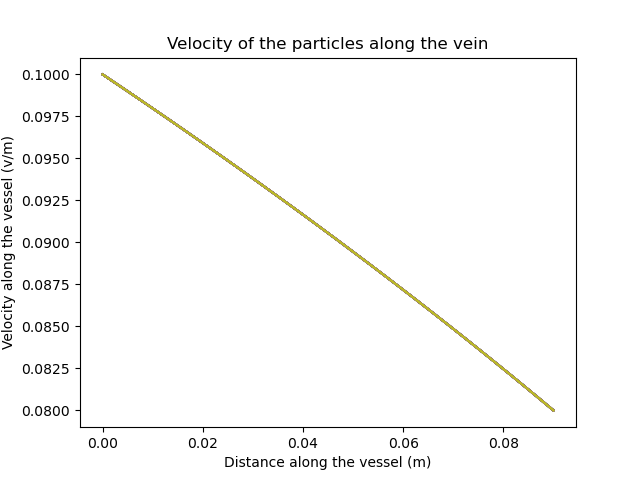 Velocity of the particles along the vein
0.1000
0.0975
0.0950
0.0925
0.0900
0.0875
0.0850
0.0825
0.0800
Velocity along the vessel (v/m)
0.00 0.02 0.04 0.06 0.08
Distance along the vessel (m)